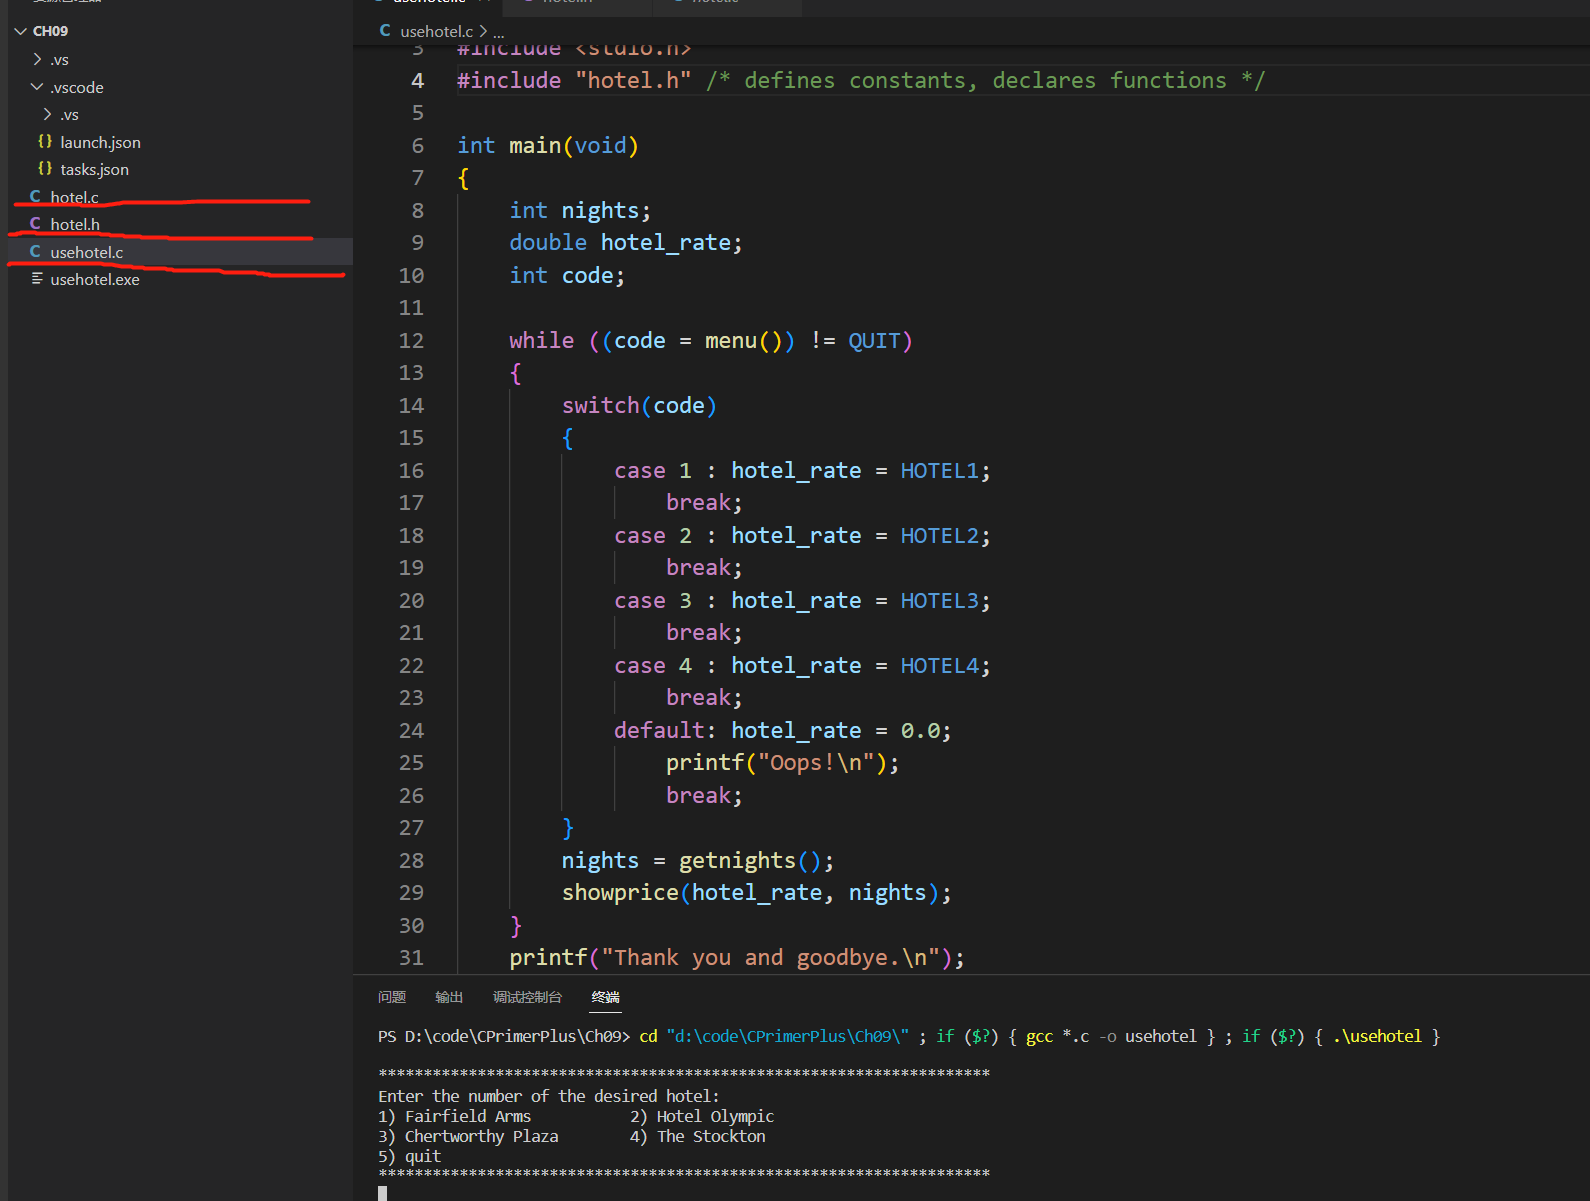 CH09
.vs
.vscode
.vs
launch.json
tasks.json
hotel.c
hotel.h
usehotel.c
usehotel.exe
usehotel.c > ...
3 #include <stdio.h>
4 #include "hotel.h" /* defines constants, declares functions */
5
6 int main(void)
7 {
8 int nights;
9 double hotel_rate;
10 int code;
11
12 while ((code = menu()) != QUIT)
13 {
14 switch(code)
15 {
16 case 1 : hotel_rate = HOTEL1;
17 break;
18 case 2 : hotel_rate = HOTEL2;
19 break;
20 case 3 : hotel_rate = HOTEL3;
21 break;
22 case 4 : hotel_rate = HOTEL4;
23 break;
24 default: hotel_rate = 0.0;
25 printf("Oops!\n");
26 break;
27 }
28 nights = getnights();
29 showprice(hotel_rate, nights);
30 }
31 printf("Thank you and goodbye.\n");
问题 输出 调试控制台 终端
PS D:\code\CPrimerPlus\Ch09> cd "d:\code\CPrimerPlus\Ch09\" ; if ($?) { gcc *.c -o usehotel } ; if ($?) { .\usehotel }
********************************************************************
Enter the number of the desired hotel:
1) Fairfield Arms 2) Hotel Olympic
3) Chertworthy Plaza 4) The Stockton
5) quit
********************************************************************